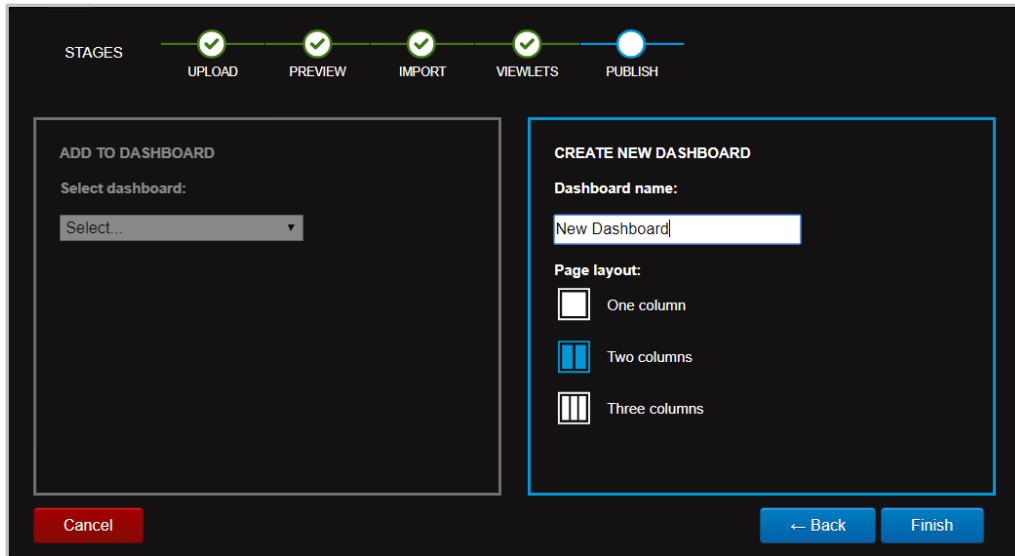 STAGES
UPLOAD
PREVIEW
IMPORT
VIEWLETS
PUBLISH
ADD TO DASHBOARD
Select dashboard:
Select...
CREATE NEW DASHBOARD
Dashboard name:
New Dashboard
Page layout:
One column
Two columns
Three columns
Cancel
← Back
Finish